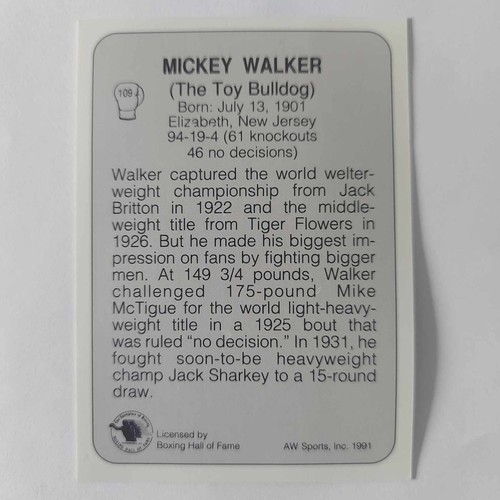 MICKEY WALKER
109
(The Toy Bulldog)
Born: July 13, 1901
Elizabeth, New Jersey
94-19-4 (61 knockouts
46 no decisions)
Walker captured the world welter-
weight championship from Jack
Britton in 1922 and the middle-
weight title from Tiger Flowers in
1926. But he made his biggest im-
pression on fans by fighting bigger
men. At 149 3/4 pounds, Walker
challenged 175-pound Mike
McTigue for the world light-heavy-
weight title in a 1925 bout that
was ruled “no decision.” In 1931, he
fought soon-to-be heavyweight
champ Jack Sharkey to a 15-round
draw.
Licensed by
Boxing Hall of Fame
AW Sports, Inc. 1991